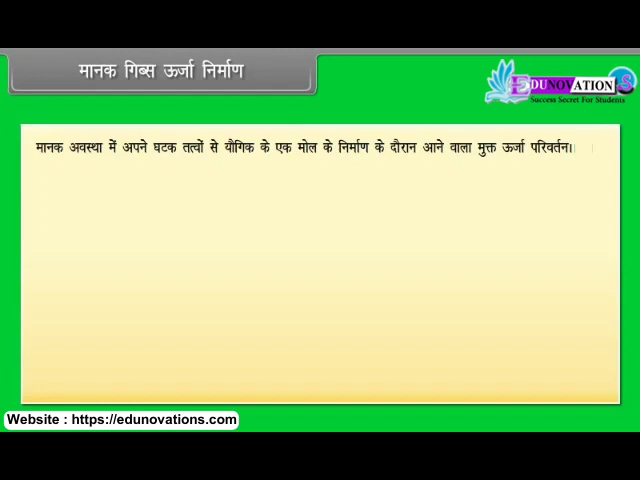 मानक गिब्स ऊर्जा निर्माण
EDUNOVATIONS
Success Secret For Students
मानक अवस्था में अपने घटक तत्वों से यौगिक के एक मोल के निर्माण के दौरान आने वाला मुक्त ऊर्जा परिवर्तन।
Website : https://edunovations.com